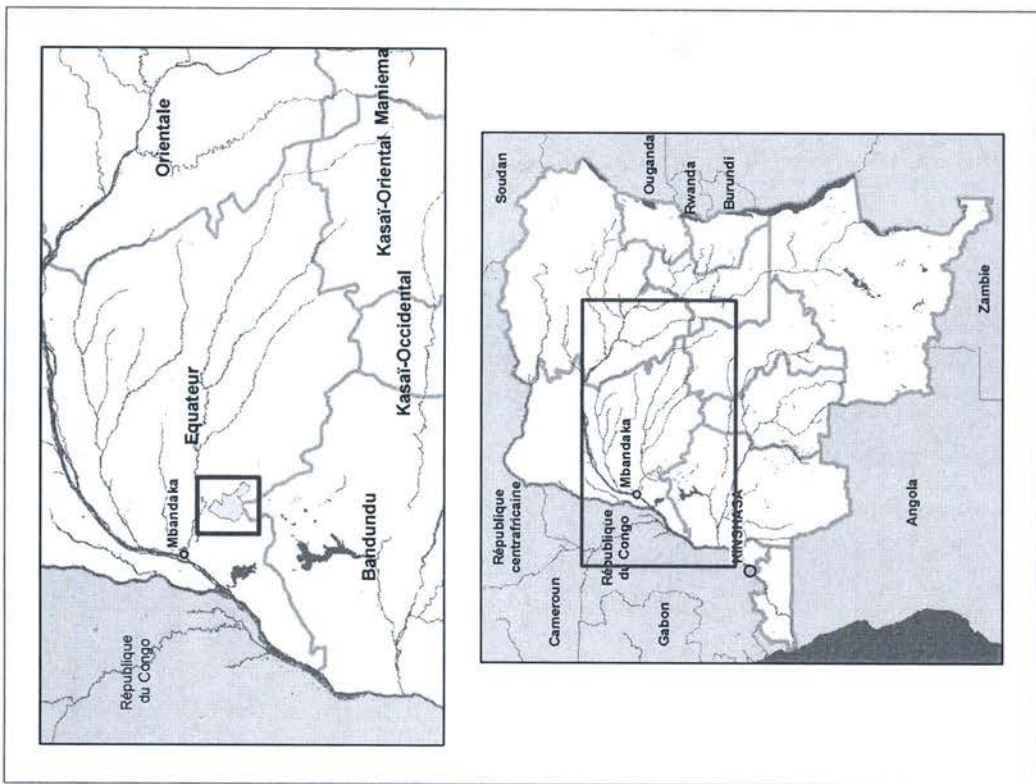 Orientale
Maniema
Kasaï-Oriental
Kasaï-Occidental
Equateur
Mbandaka
Bandundu
République
du Congo
Soudan
Ouganda
Rwanda
Burundi
République
centrafricaine
Cameroun
République
du Congo
Gabon
Mbandaka
KINSHASA
Angola
Zambie